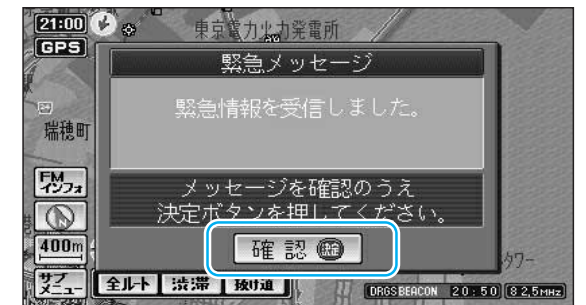 21:00
東京電力火力発電所
GPS
緊急メッセージ
緊急情報を受信しました。
瑞穂町
FM
インフォ
メッセージを確認のうえ
決定ボタンを押してください。
400m
確認 決定
タワー
サブ
メニュー
全ルート 渋滞 抜け道
DRGS BEACON 20:50 82.5MHz